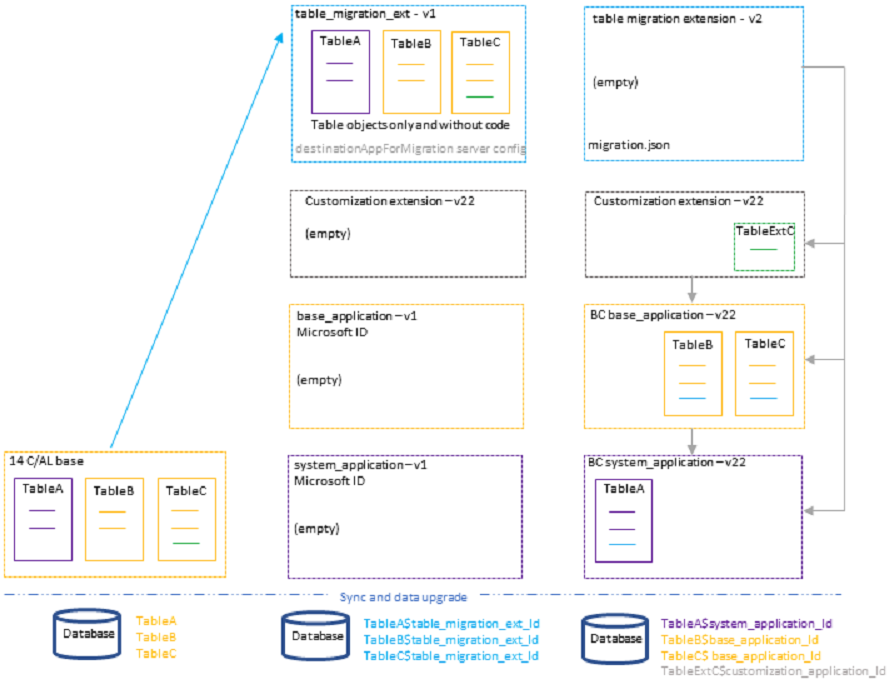 table_migration_ext - v1
TableA
TableB
TableC
Table objects only and without code
destinationAppForMigration server config
table migration extension - v2
(empty)
migration.json
Customization extension – v22
(empty)
Customization extension – v22
TableExtC
base_application – v1
Microsoft ID
(empty)
BC base_application – v22
TableB
TableC
14 C/AL base
TableA
TableB
TableC
system_application – v1
Microsoft ID
(empty)
BC system_application – v22
TableA
Sync and data upgrade
Database
TableA
TableB
TableC
Database
TableA$table_migration_ext_Id
TableB$table_migration_ext_Id
TableC$table_migration_ext_Id
Database
TableA$system_application_Id
TableB$base_application_Id
TableC$ base_application_Id
TableExtC$customization_application_Id